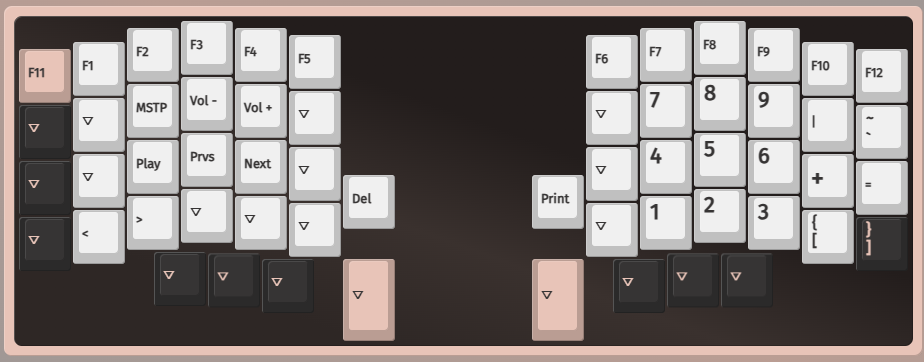 F11 F1 F2 F3 F4 F5 F6 F7 F8 F9 F10 F12
▽ ▽ MSTP Vol - Vol + ▽ ▽ 7 8 9 | ~ `
▽ ▽ Play Prvs Next ▽ Del Print ▽ 4 5 6 + =
▽ < > ▽ ▽ ▽ ▽ 1 2 3 { [ } ]
▽ ▽ ▽ ▽ ▽ ▽ ▽ ▽